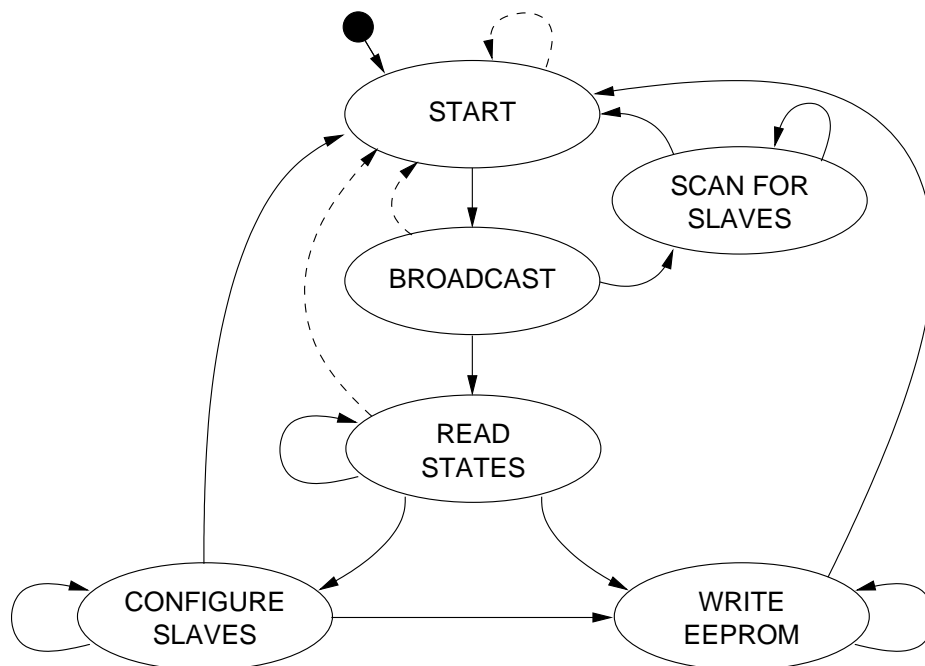 START
SCAN FOR
SLAVES
BROADCAST
READ
STATES
CONFIGURE
SLAVES
WRITE
EEPROM